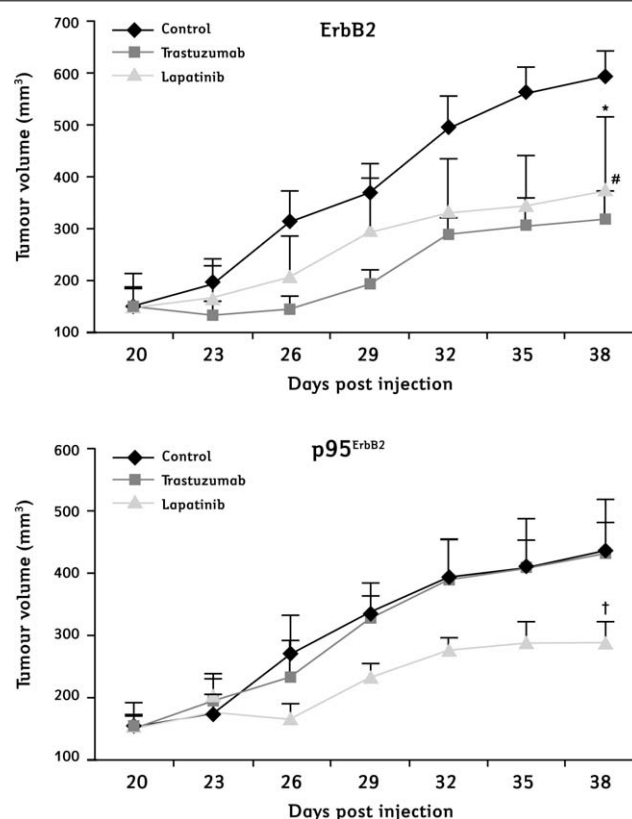 ErbB2
Control
Trastuzumab
Lapatinib
Tumour volume (mm³)
700
600
500
400
300
200
100
*
#
20 23 26 29 32 35 38
Days post injection
p95ErbB2
Control
Trastuzumab
Lapatinib
Tumour volume (mm³)
600
500
400
300
200
100
†
20 23 26 29 32 35 38
Days post injection